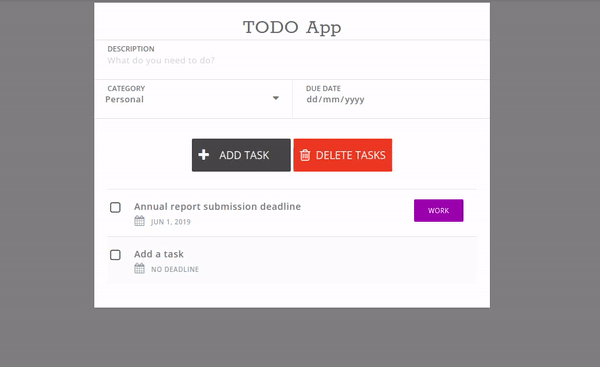 TODO App
DESCRIPTION
What do you need to do?
CATEGORY
Personal
DUE DATE
dd/mm/yyyy
ADD TASK
DELETE TASKS
Annual report submission deadline
JUN 1, 2019
WORK
Add a task
NO DEADLINE